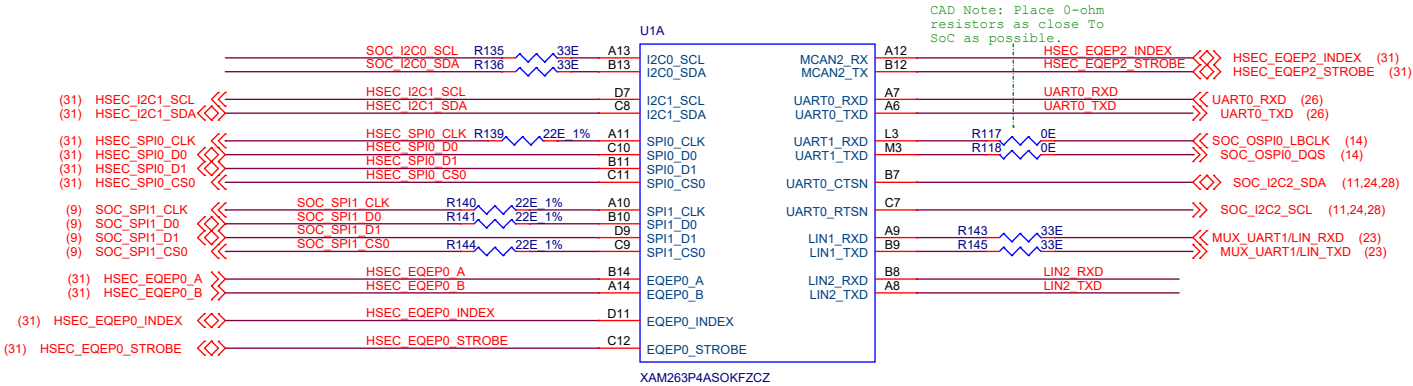 CAD Note: Place 0-ohm
resistors as close To
SoC as possible.
U1A
SOC_I2C0_SCL R135 33E A13 I2C0_SCL
SOC_I2C0_SDA R136 33E B13 I2C0_SDA
(31) HSEC_I2C1_SCL HSEC_I2C1_SCL D7 I2C1_SCL
(31) HSEC_I2C1_SDA HSEC_I2C1_SDA C8 I2C1_SDA
(31) HSEC_SPI0_CLK HSEC_SPI0_CLK R139 22E_1% A11 SPI0_CLK
(31) HSEC_SPI0_D0 HSEC_SPI0_D0 C10 SPI0_D0
(31) HSEC_SPI0_D1 HSEC_SPI0_D1 B11 SPI0_D1
(31) HSEC_SPI0_CS0 HSEC_SPI0_CS0 C11 SPI0_CS0
(9) SOC_SPI1_CLK SOC_SPI1_CLK R140 22E_1% A10 SPI1_CLK
(9) SOC_SPI1_D0 SOC_SPI1_D0 R141 22E_1% B10 SPI1_D0
(9) SOC_SPI1_D1 SOC_SPI1_D1 D9 SPI1_D1
(9) SOC_SPI1_CS0 SOC_SPI1_CS0 R144 22E_1% C9 SPI1_CS0
(31) HSEC_EQEP0_A HSEC_EQEP0_A B14 EQEP0_A
(31) HSEC_EQEP0_B HSEC_EQEP0_B A14 EQEP0_B
(31) HSEC_EQEP0_INDEX HSEC_EQEP0_INDEX D11 EQEP0_INDEX
(31) HSEC_EQEP0_STROBE HSEC_EQEP0_STROBE C12 EQEP0_STROBE
MCAN2_RX A12 HSEC_EQEP2_INDEX HSEC_EQEP2_INDEX (31)
MCAN2_TX B12 HSEC_EQEP2_STROBE HSEC_EQEP2_STROBE (31)
UART0_RXD A7 UART0_RXD UART0_RXD (26)
UART0_TXD A6 UART0_TXD UART0_TXD (26)
UART1_RXD L3 R117 0E SOC_OSPI0_LBCLK (14)
UART1_TXD M3 R118 0E SOC_OSPI0_DQS (14)
UART0_CTSN B7 SOC_I2C2_SDA (11,24,28)
UART0_RTSN C7 SOC_I2C2_SCL (11,24,28)
LIN1_RXD A9 R143 33E MUX_UART1/LIN_RXD (23)
LIN1_TXD B9 R145 33E MUX_UART1/LIN_TXD (23)
LIN2_RXD B8 LIN2_RXD
LIN2_TXD A8 LIN2_TXD
XAM263P4ASOKFZCZ